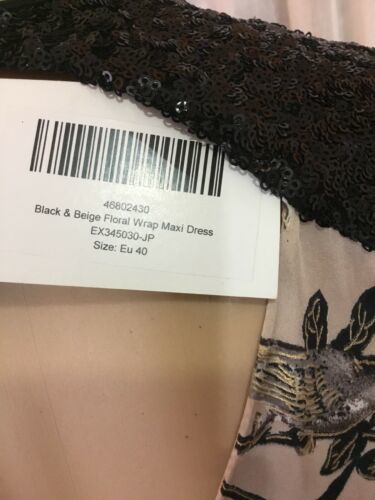 46802430
Black & Beige Floral Wrap Maxi Dress
EX345030-JP
Size: Eu 40